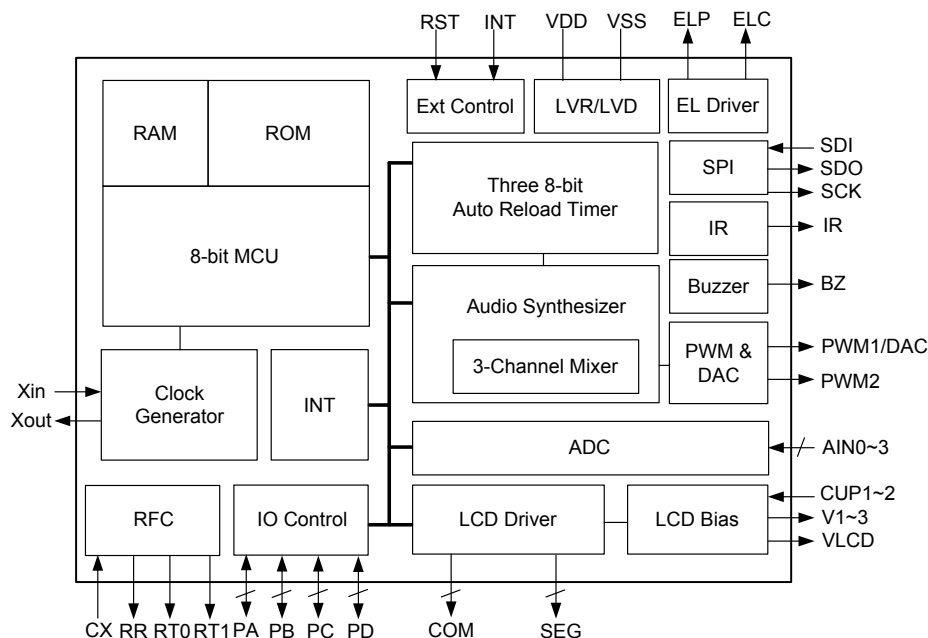 RST INT VDD VSS ELP ELC
Ext Control
LVR/LVD
EL Driver
RAM
ROM
8-bit MCU
Three 8-bit
Auto Reload Timer
SPI
SDI
SDO
SCK
IR
IR
Buzzer
BZ
Audio Synthesizer
3-Channel Mixer
PWM &
DAC
PWM1/DAC
PWM2
Xin
Xout
Clock
Generator
INT
ADC
AIN0~3
RFC
IO Control
LCD Driver
LCD Bias
CUP1~2
V1~3
VLCD
CX RR RT0 RT1 PA PB PC PD COM SEG